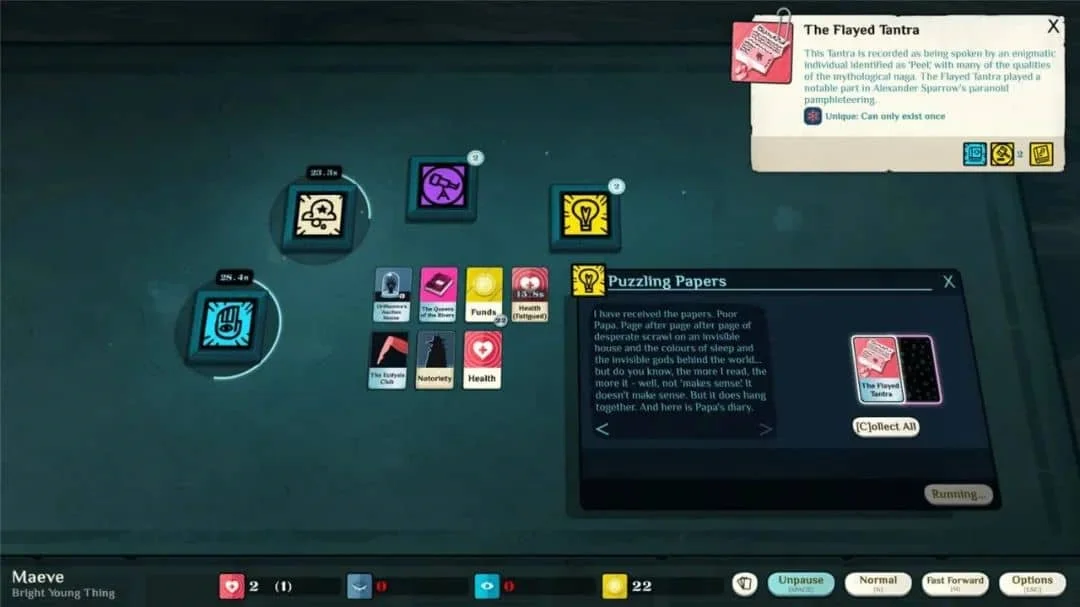 The Flayed Tantra
X
This Tantra is recorded as being spoken by an enigmatic
individual identified as 'Peel', with many of the qualities
of the mythological naga. The Flayed Tantra played a
notable part in Alexander Sparrow's paranoid
pamphleteering.
Unique: Can only exist once
2
2
2
23.3s
28.4s
Auction
House
The Queens
of the Rivers
Funds
22
15.8s
Health
(Fatigued)
The Ecdysis
Club
Notoriety
Health
Puzzling Papers
X
I have received the papers. Poor
Papa. Page after page after page of
desperate scrawl on an invisible
house and the colours of sleep and
the invisible gods behind the world...
but do you know, the more I read, the
more it - well, not 'makes sense.' It
doesn't make sense. But it does hang
together. And here is Papa's diary.
<
>
The Flayed
Tantra
[C]ollect All
Running...
Maeve
Bright Young Thing
2 (1)
0
0
22
Unpause
[SPACE]
Normal
[N]
Fast Forward
[M]
Options
[ESC]